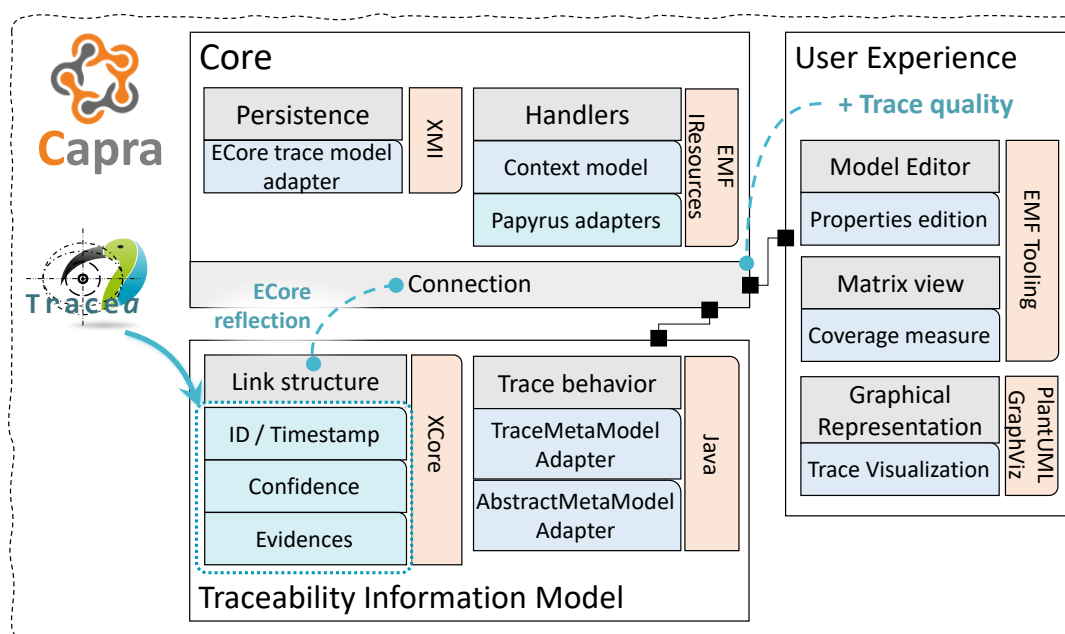 Capra
Tracea
Core
Persistence
ECore trace model
adapter
XMI
Handlers
Context model
Papyrus adapters
EMF
IResources
Connection
ECore
reflection
+ Trace quality
User Experience
Model Editor
Properties edition
Matrix view
Coverage measure
EMF Tooling
Graphical
Representation
Trace Visualization
PlantUML
GraphViz
Link structure
ID / Timestamp
Confidence
Evidences
XCore
Trace behavior
TraceMetaModel
Adapter
AbstractMetaModel
Adapter
Java
Traceability Information Model